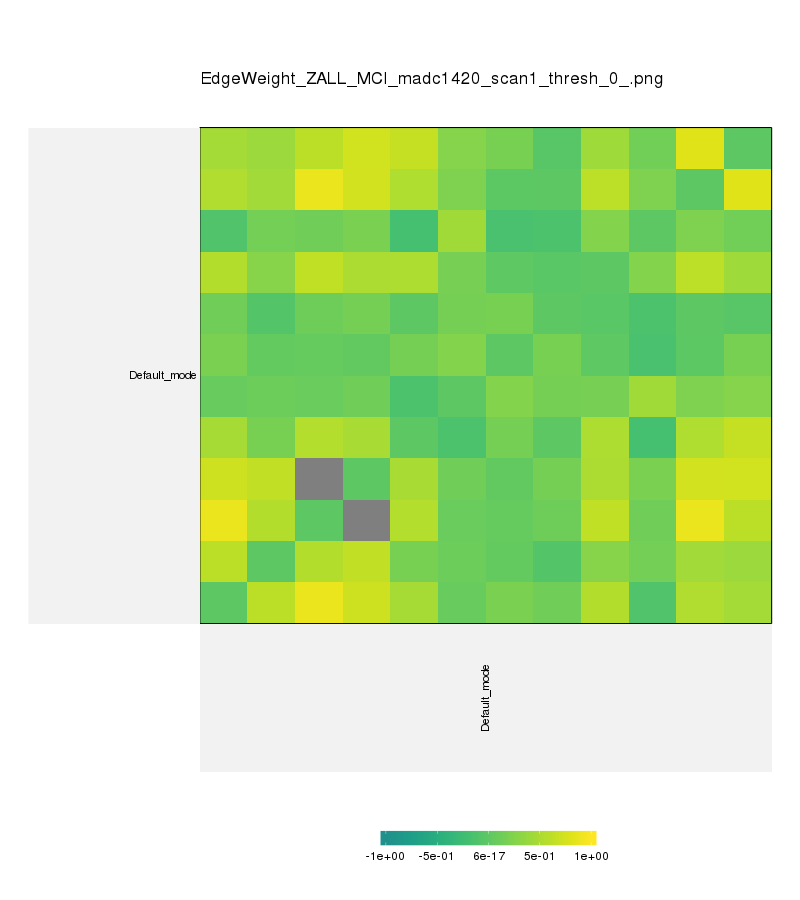 EdgeWeight_ZALL_MCI_madc1420_scan1_thresh_0_.png
Default_mode
Default_mode
-1e+00 -5e-01 6e-17 5e-01 1e+00